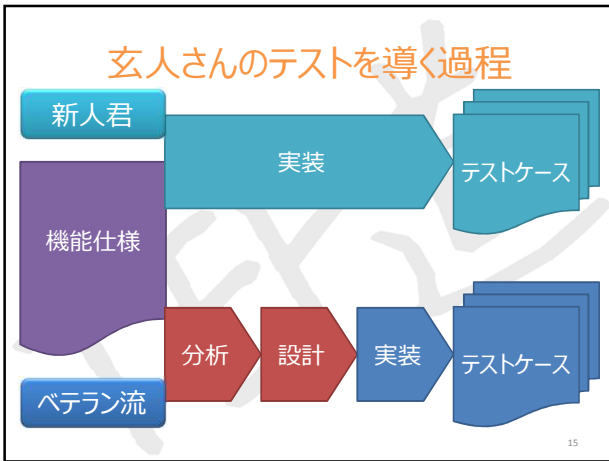 玄人さんのテストを導く過程
新人君
実装
テストケース
機能仕様
分析
設計
実装
テストケース
ベテラン流
15